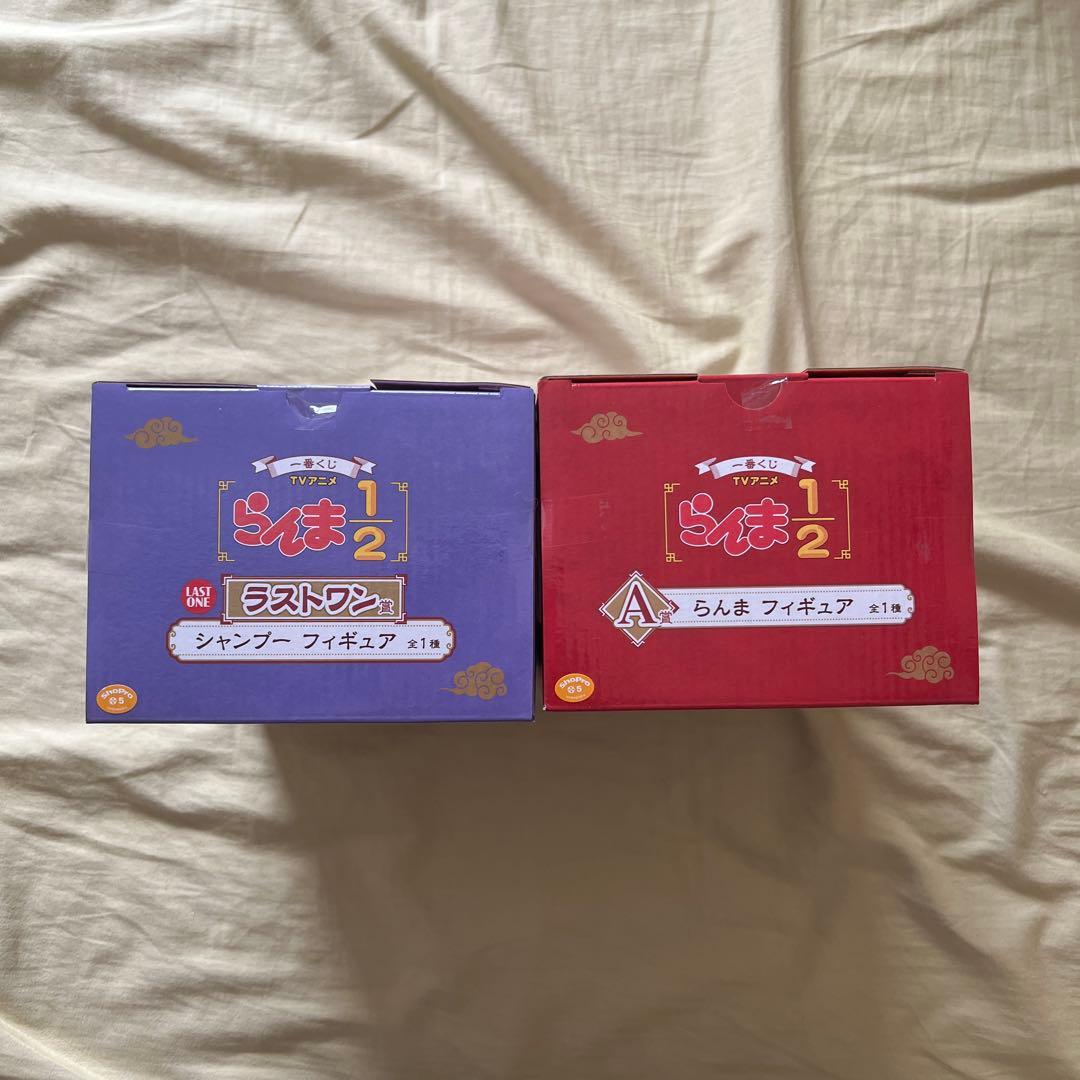 一番くじ
TVアニメ
らんま1/2
LAST ONE
ラストワン賞
シャンプー フィギュア 全1種
ShoPro
5
一番くじ
TVアニメ
らんま1/2
A賞
らんま フィギュア 全1種
ShoPro
5